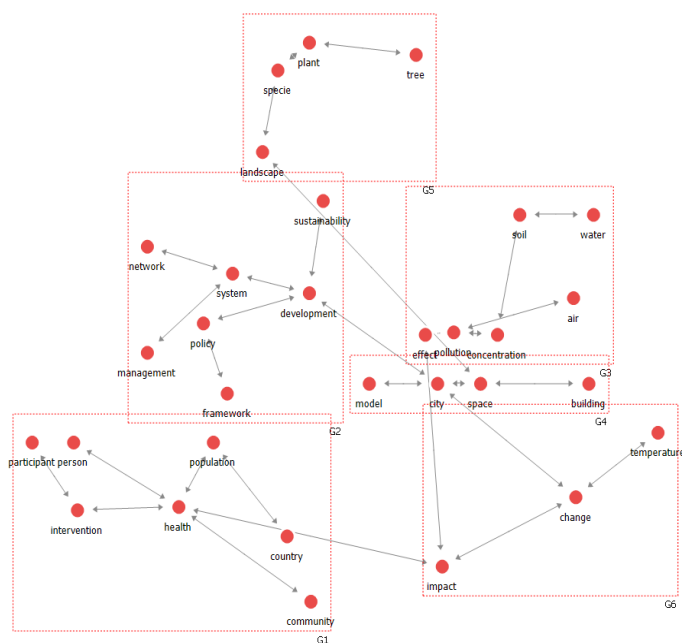 plant
tree
specie
landscape
G5
sustainability
soil
water
network
system
development
air
policy
effect
pollution
concentration
management
G3
framework
model
city
space
building
G4
G2
participant
person
population
temperature
intervention
health
change
country
impact
community
G6
G1